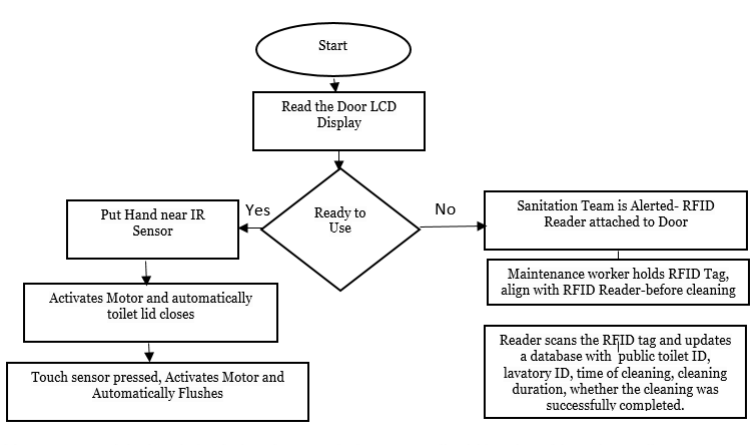 Start
Read the Door LCD
Display
Ready to
Use
Yes
No
Put Hand near IR
Sensor
Activates Motor and automatically
toilet lid closes
Touch sensor pressed, Activates Motor and
Automatically Flushes
Sanitation Team is Alerted- RFID
Reader attached to Door
Maintenance worker holds RFID Tag,
align with RFID Reader-before cleaning
Reader scans the RFID tag and updates
a database with public toilet ID,
lavatory ID, time of cleaning, cleaning
duration, whether the cleaning was
successfully completed.